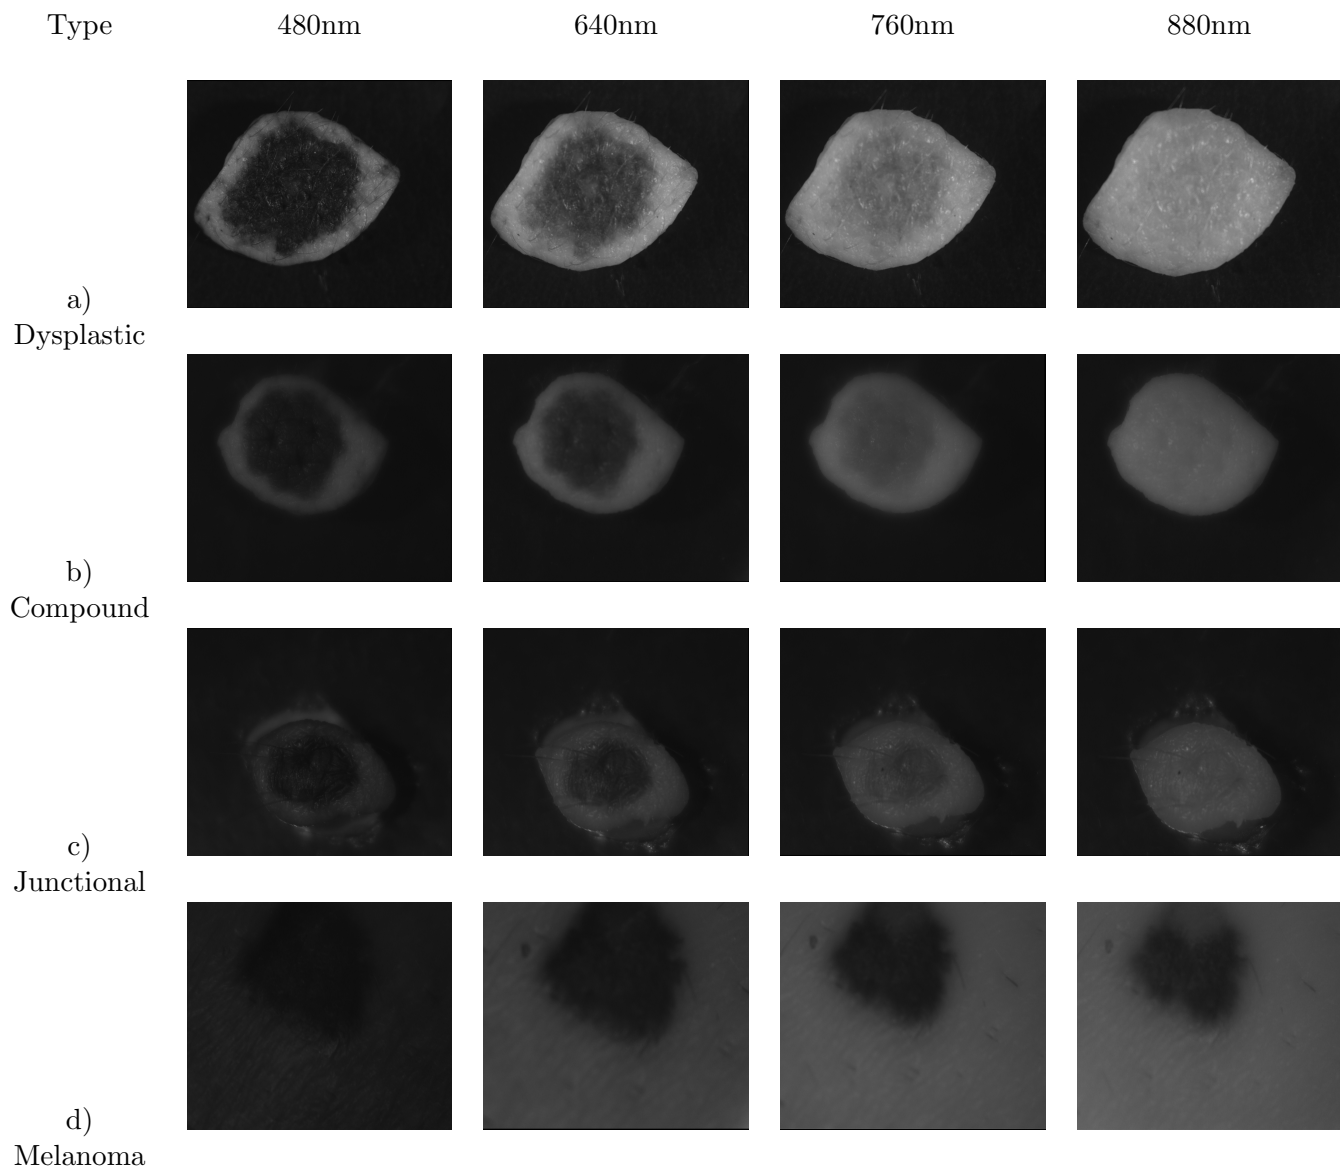 Type 480nm 640nm 760nm 880nm
a)
Dysplastic
b)
Compound
c)
Junctional
d)
Melanoma